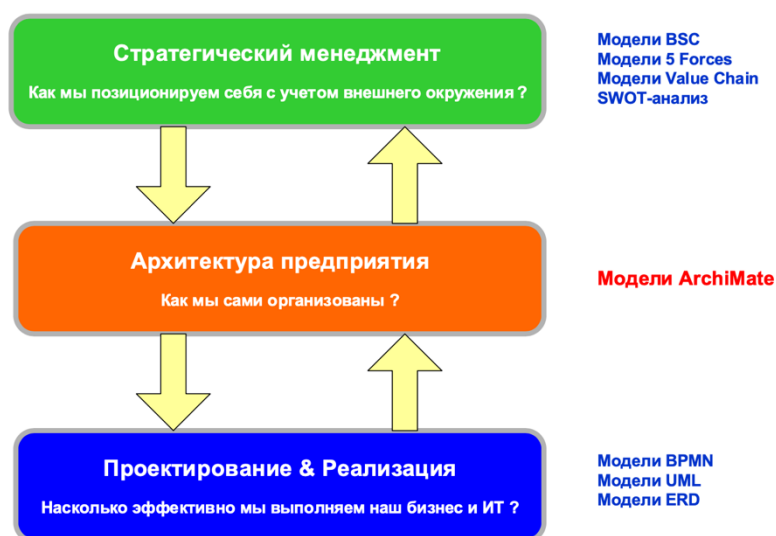 Стратегический менеджмент
Как мы позиционируем себя с учетом внешнего окружения ?
Модели BSC
Модели 5 Forces
Модели Value Chain
SWOT-анализ
Архитектура предприятия
Как мы сами организованы ?
Модели ArchiMate
Проектирование & Реализация
Насколько эффективно мы выполняем наш бизнес и ИТ ?
Модели BPMN
Модели UML
Модели ERD